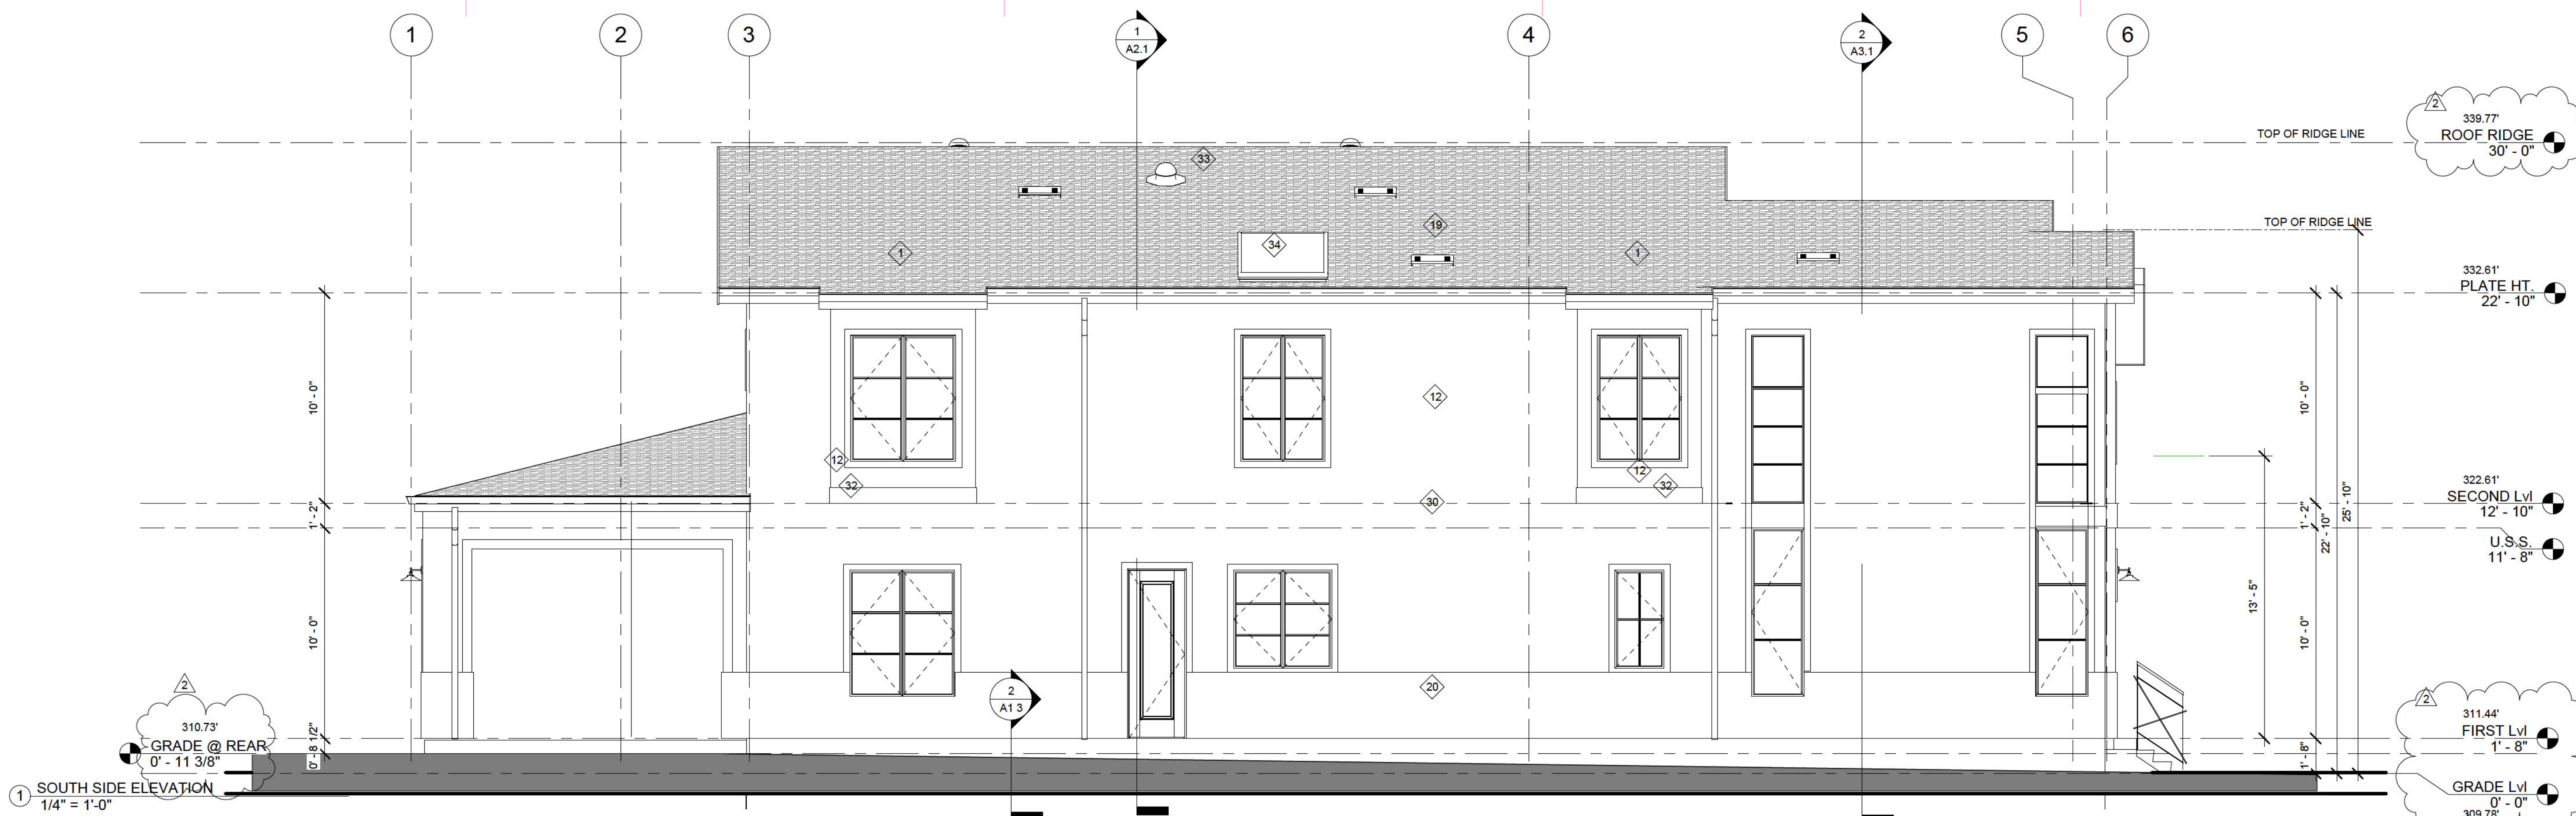 1
2
3
1
A2.1
4
2
A3.1
5
6
2
339.77'
TOP OF RIDGE LINE
ROOF RIDGE
30' - 0"
33
19
34
1
1
TOP OF RIDGE LINE
332.61'
PLATE HT.
22' - 10"
10' - 0"
12
12
32
12
32
30
10' - 0"
322.61'
SECOND Lvl
12' - 10"
1' - 2"
1' - 2"
22' - 10"
25' - 10"
U.S.S.
11' - 8"
13' - 5"
10' - 0"
10' - 0"
20
2
A1 3
2
310.73'
GRADE @ REAR
0' - 11 3/8"
0' - 8 1/2"
2
311.44'
FIRST Lvl
1' - 8"
1' - 8"
GRADE Lvl
0' - 0"
309.78'
1
SOUTH SIDE ELEVATION
1/4" = 1'-0"